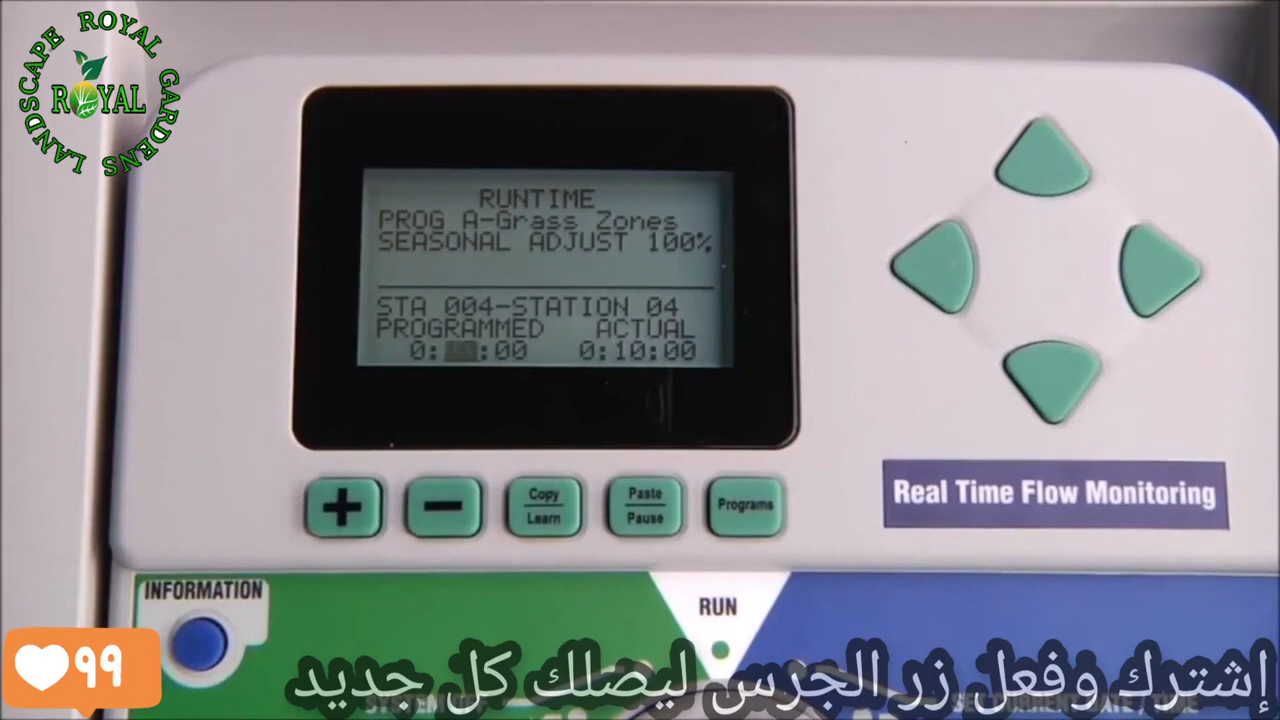 LANDSCAPE ROYAL GARDENS
ROYAL
RUNTIME
PROG A-Grass Zones
SEASONAL ADJUST 100%
STA 004-STATION 04
PROGRAMMED ACTUAL
0: :00 0:10:00
+ −
Copy
Learn
Paste
Pause
Programs
Real Time Flow Monitoring
INFORMATION
RUN
99
إشترك وفعل زر الجرس ليصلك كل جديد